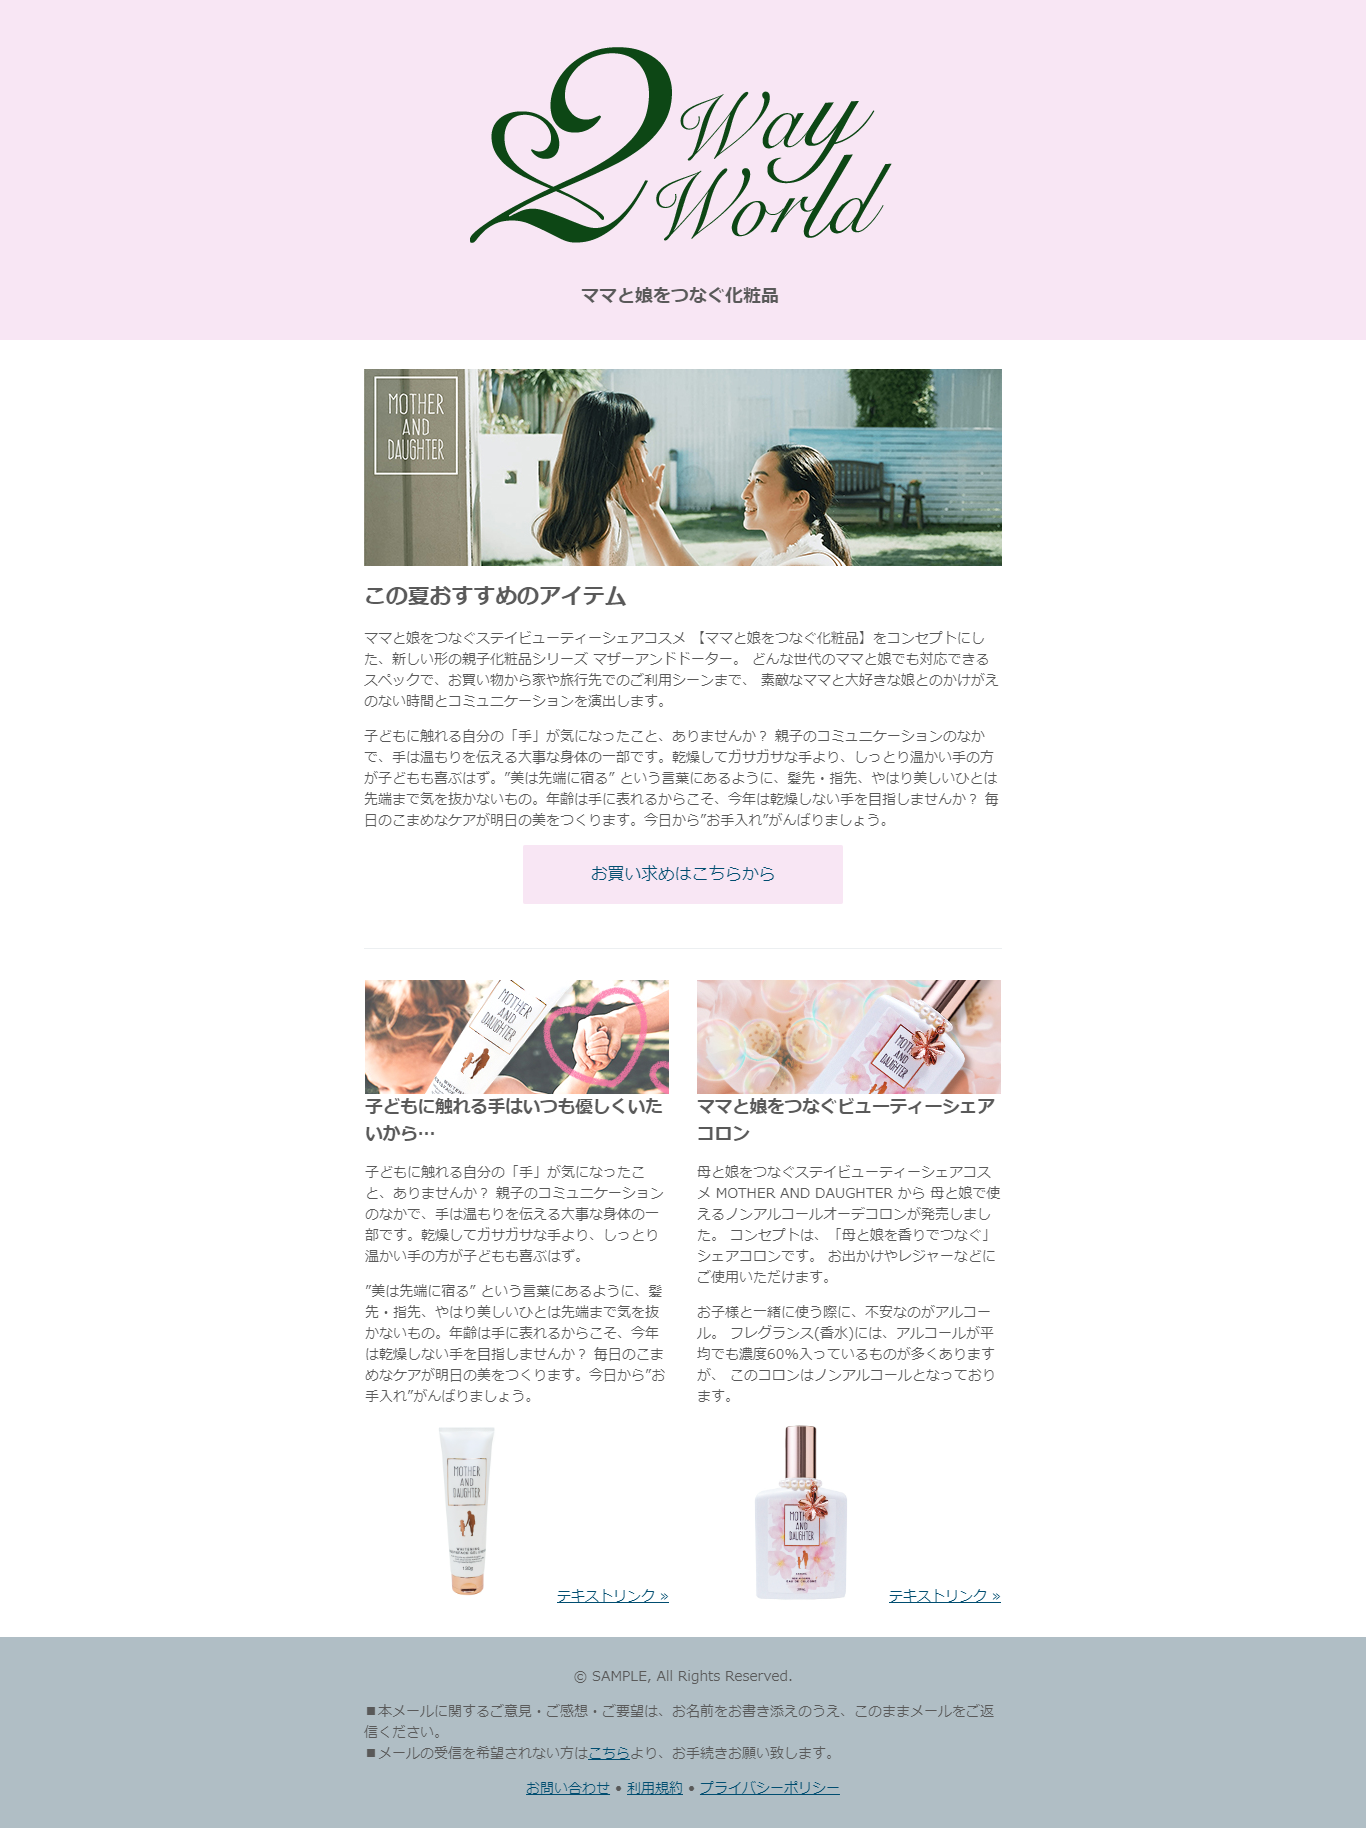 2 Way
World
ママと娘をつなぐ化粧品
MOTHER
AND
DAUGHTER
この夏おすすめのアイテム
ママと娘をつなぐステイビューティーシェアコスメ 【ママと娘をつなぐ化粧品】をコンセプトにし
た、新しい形の親子化粧品シリーズ マザーアンドドーター。 どんな世代のママと娘でも対応できる
スペックで、お買い物から家や旅行先でのご利用シーンまで、 素敵なママと大好きな娘とのかけがえ
のない時間とコミュニケーションを演出します。
子どもに触れる自分の「手」が気になったこと、ありませんか？ 親子のコミュニケーションのなか
で、手は温もりを伝える大事な身体の一部です。乾燥してガサガサな手より、しっとり温かい手の方
が子どもも喜ぶはず。”美は先端に宿る” という言葉にあるように、髪先・指先、やはり美しいひとは
先端まで気を抜かないもの。年齢は手に表れるからこそ、今年は乾燥しない手を目指しませんか？ 毎
日のこまめなケアが明日の美をつくります。今日から”お手入れ”がんばりましょう。
お買い求めはこちらから
MOTHER
AND
DAUGHTER
子どもに触れる手はいつも優しくいた
いから…
子どもに触れる自分の「手」が気になったこ
と、ありませんか？ 親子のコミュニケーション
のなかで、手は温もりを伝える大事な身体の一
部です。乾燥してガサガサな手より、しっとり
温かい手の方が子どもも喜ぶはず。
”美は先端に宿る” という言葉にあるように、髪
先・指先、やはり美しいひとは先端まで気を抜
かないもの。年齢は手に表れるからこそ、今年
は乾燥しない手を目指しませんか？ 毎日のこま
めなケアが明日の美をつくります。今日から”お
手入れ”がんばりましょう。
MOTHER
AND
DAUGHTER
テキストリンク »
AND
DAUGHTER
ママと娘をつなぐビューティーシェア
コロン
母と娘をつなぐステイビューティーシェアコス
メ MOTHER AND DAUGHTER から 母と娘で使
えるノンアルコールオーデコロンが発売しまし
た。 コンセプトは、「母と娘を香りでつなぐ」
シェアコロンです。 お出かけやレジャーなどに
ご使用いただけます。
お子様と一緒に使う際に、不安なのがアルコー
ル。 フレグランス(香水)には、アルコールが平
均でも濃度60%入っているものが多くあります
が、 このコロンはノンアルコールとなっており
ます。
AND
DAUGHTER
テキストリンク »
© SAMPLE, All Rights Reserved.
■本メールに関するご意見・ご感想・ご要望は、お名前をお書き添えのうえ、このままメールをご返
信ください。
■メールの受信を希望されない方はこちらより、お手続きお願い致します。
お問い合わせ • 利用規約 • プライバシーポリシー